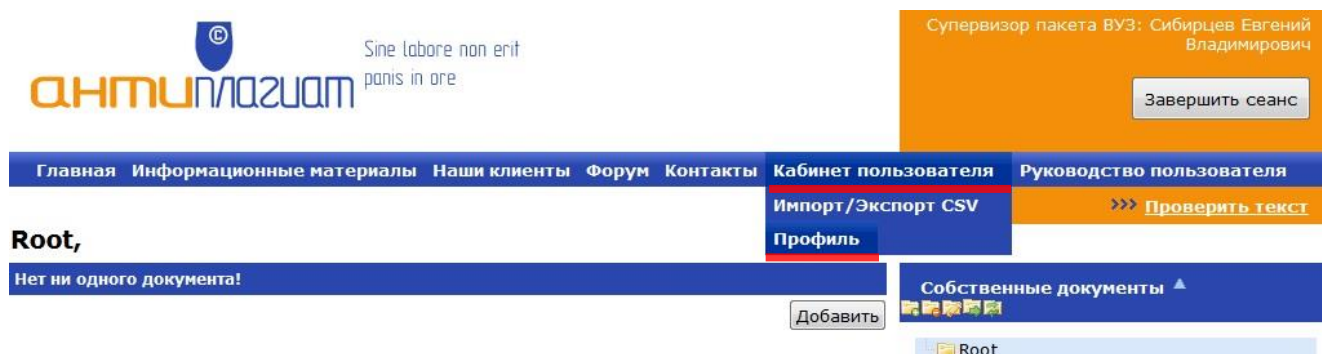 ©
антиплагиат
Sine labore non erit
panis in ore
Супервизор пакета ВУЗ: Сибирцев Евгений
Владимирович
Завершить сеанс
Главная Информационные материалы Наши клиенты Форум Контакты Кабинет пользователя Руководство пользователя
Импорт/Экспорт CSV
Профиль
>>> Проверить текст
Root,
Нет ни одного документа!
Добавить
Собственные документы ▲
Root